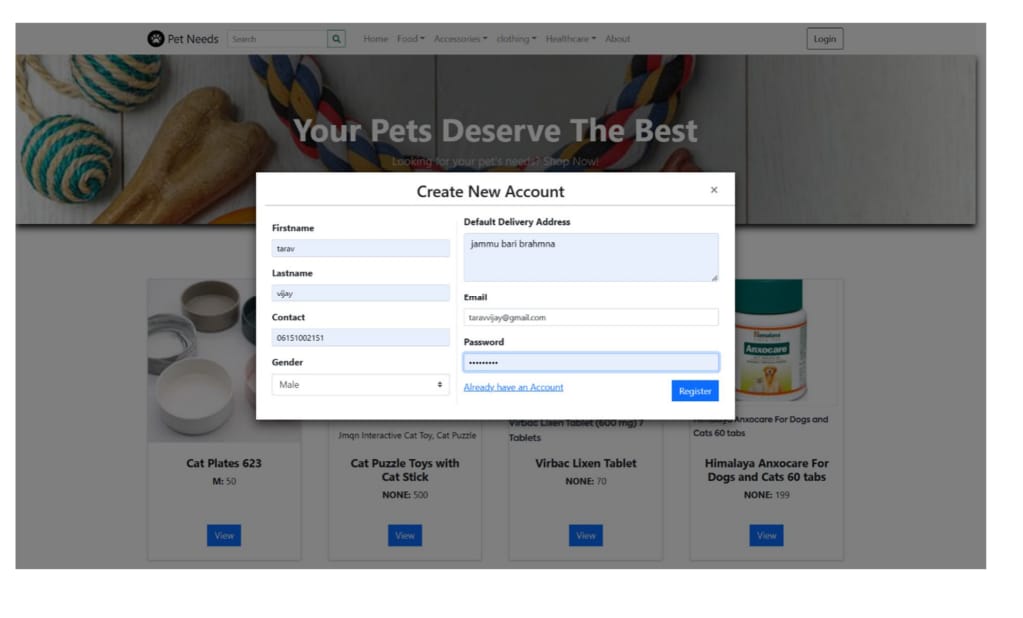 Pet Needs Search Home Food Accessories clothing Healthcare About Login
Your Pets Deserve The Best
Looking for your pet's needs? Shop Now!
Create New Account ×
Firstname
tarav
Lastname
vijay
Contact
06151002151
Gender
Male
Default Delivery Address
jammu bari brahmna
Email
taravvijay@gmail.com
Password
•••••••••
Already have an Account Register
Himalaya
Anxocare
Jmqn Interactive Cat Toy, Cat Puzzle
Virbac Lixen Tablet (600 mg) 7
Tablets
Anxocare For Dogs and
Cats 60 tabs
Cat Plates 623
M: 50
View
Cat Puzzle Toys with
Cat Stick
NONE: 500
View
Virbac Lixen Tablet
NONE: 70
View
Himalaya Anxocare For
Dogs and Cats 60 tabs
NONE: 199
View